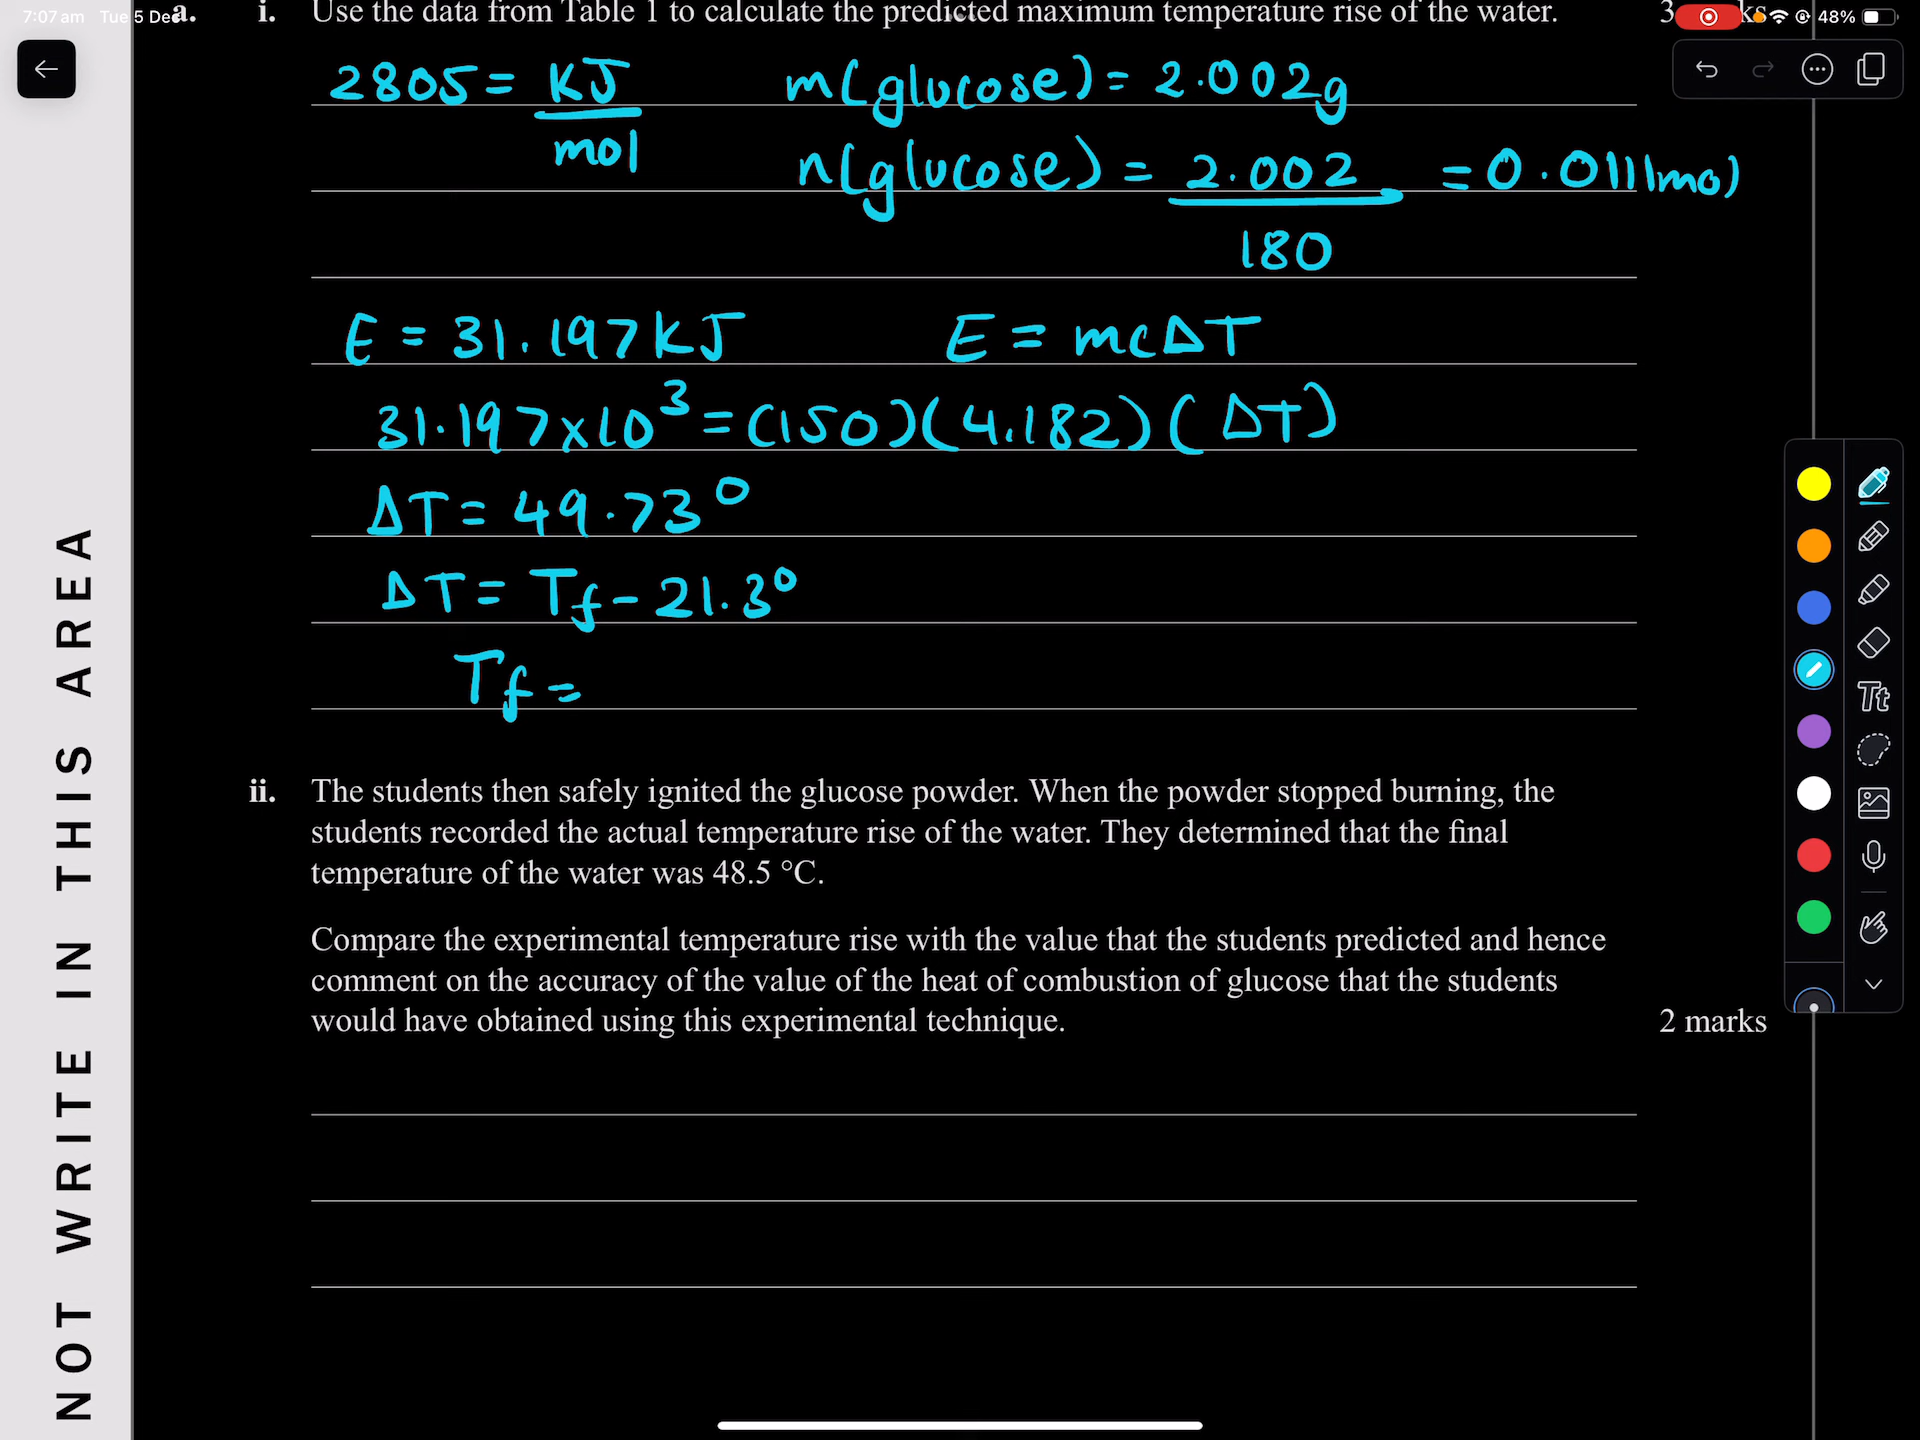 7:07 am Tue 5 Dec
48%
a. i. Use the data from Table 1 to calculate the predicted maximum temperature rise of the water. 3
2805 = KJ/mol m(glucose) = 2.002g
n(glucose) = 2.002/180 = 0.0111mol
E = 31.197KJ E = mcΔT
31.197x10³ = (150)(4.182)(ΔT)
ΔT = 49.73°
ΔT = Tf - 21.3°
Tf =
ii. The students then safely ignited the glucose powder. When the powder stopped burning, the
students recorded the actual temperature rise of the water. They determined that the final
temperature of the water was 48.5 °C.
Compare the experimental temperature rise with the value that the students predicted and hence
comment on the accuracy of the value of the heat of combustion of glucose that the students
would have obtained using this experimental technique. 2 marks
NOT WRITE IN THIS AREA
Tt